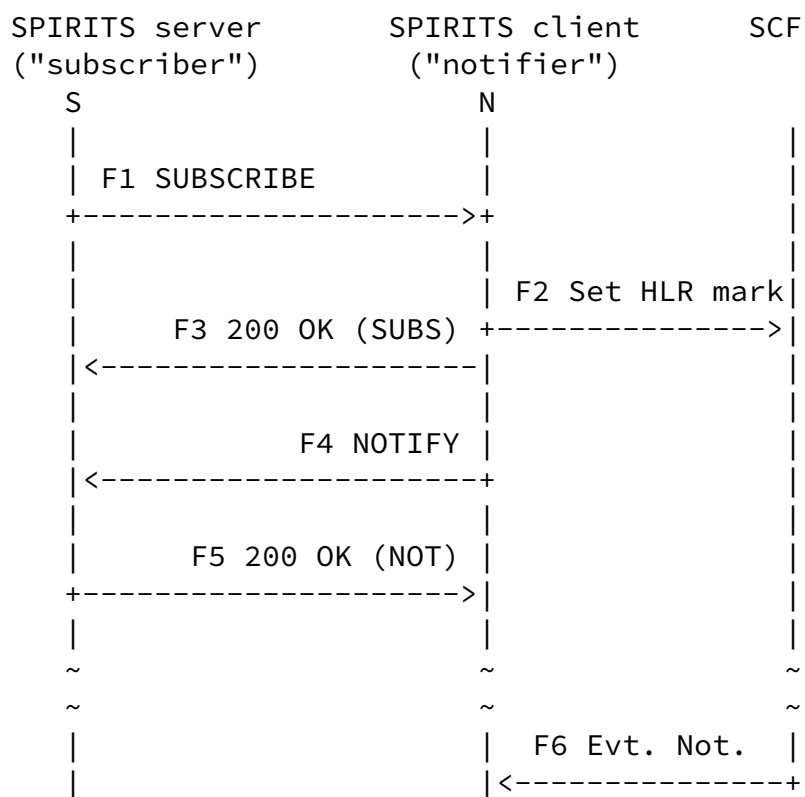 SPIRITS server SPIRITS client SCF
("subscriber") ("notifier")
S N
F1 SUBSCRIBE
F2 Set HLR mark
F3 200 OK (SUBS)
F4 NOTIFY
F5 200 OK (NOT)
~ ~ ~
~ ~ ~
F6 Evt. Not.